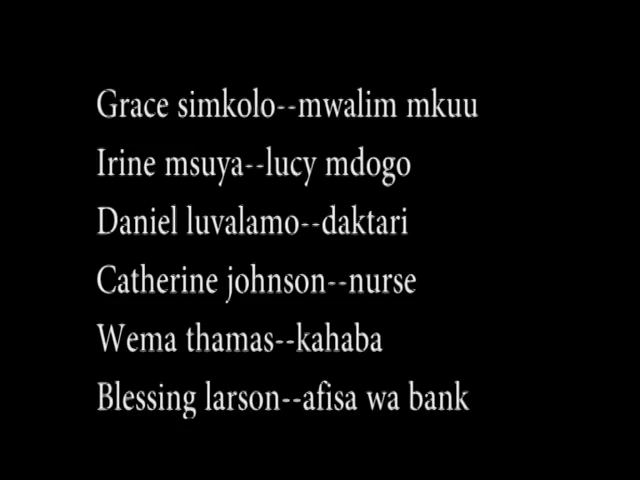 Grace simkolo--mwalim mkuu
Irine msuya--lucy mdogo
Daniel luvalamo--daktari
Catherine johnson--nurse
Wema thamas--kahaba
Blessing larson--afisa wa bank